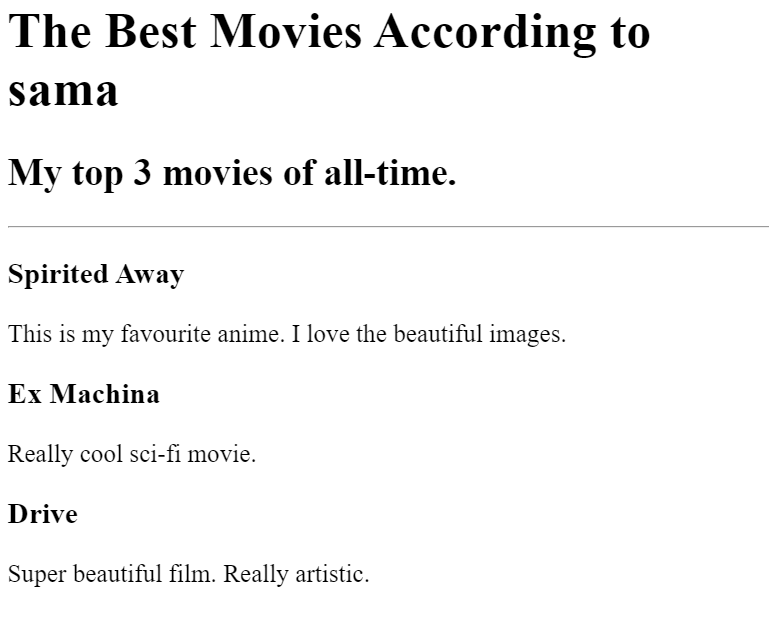 The Best Movies According to
sama
My top 3 movies of all-time.
Spirited Away
This is my favourite anime. I love the beautiful images.
Ex Machina
Really cool sci-fi movie.
Drive
Super beautiful film. Really artistic.